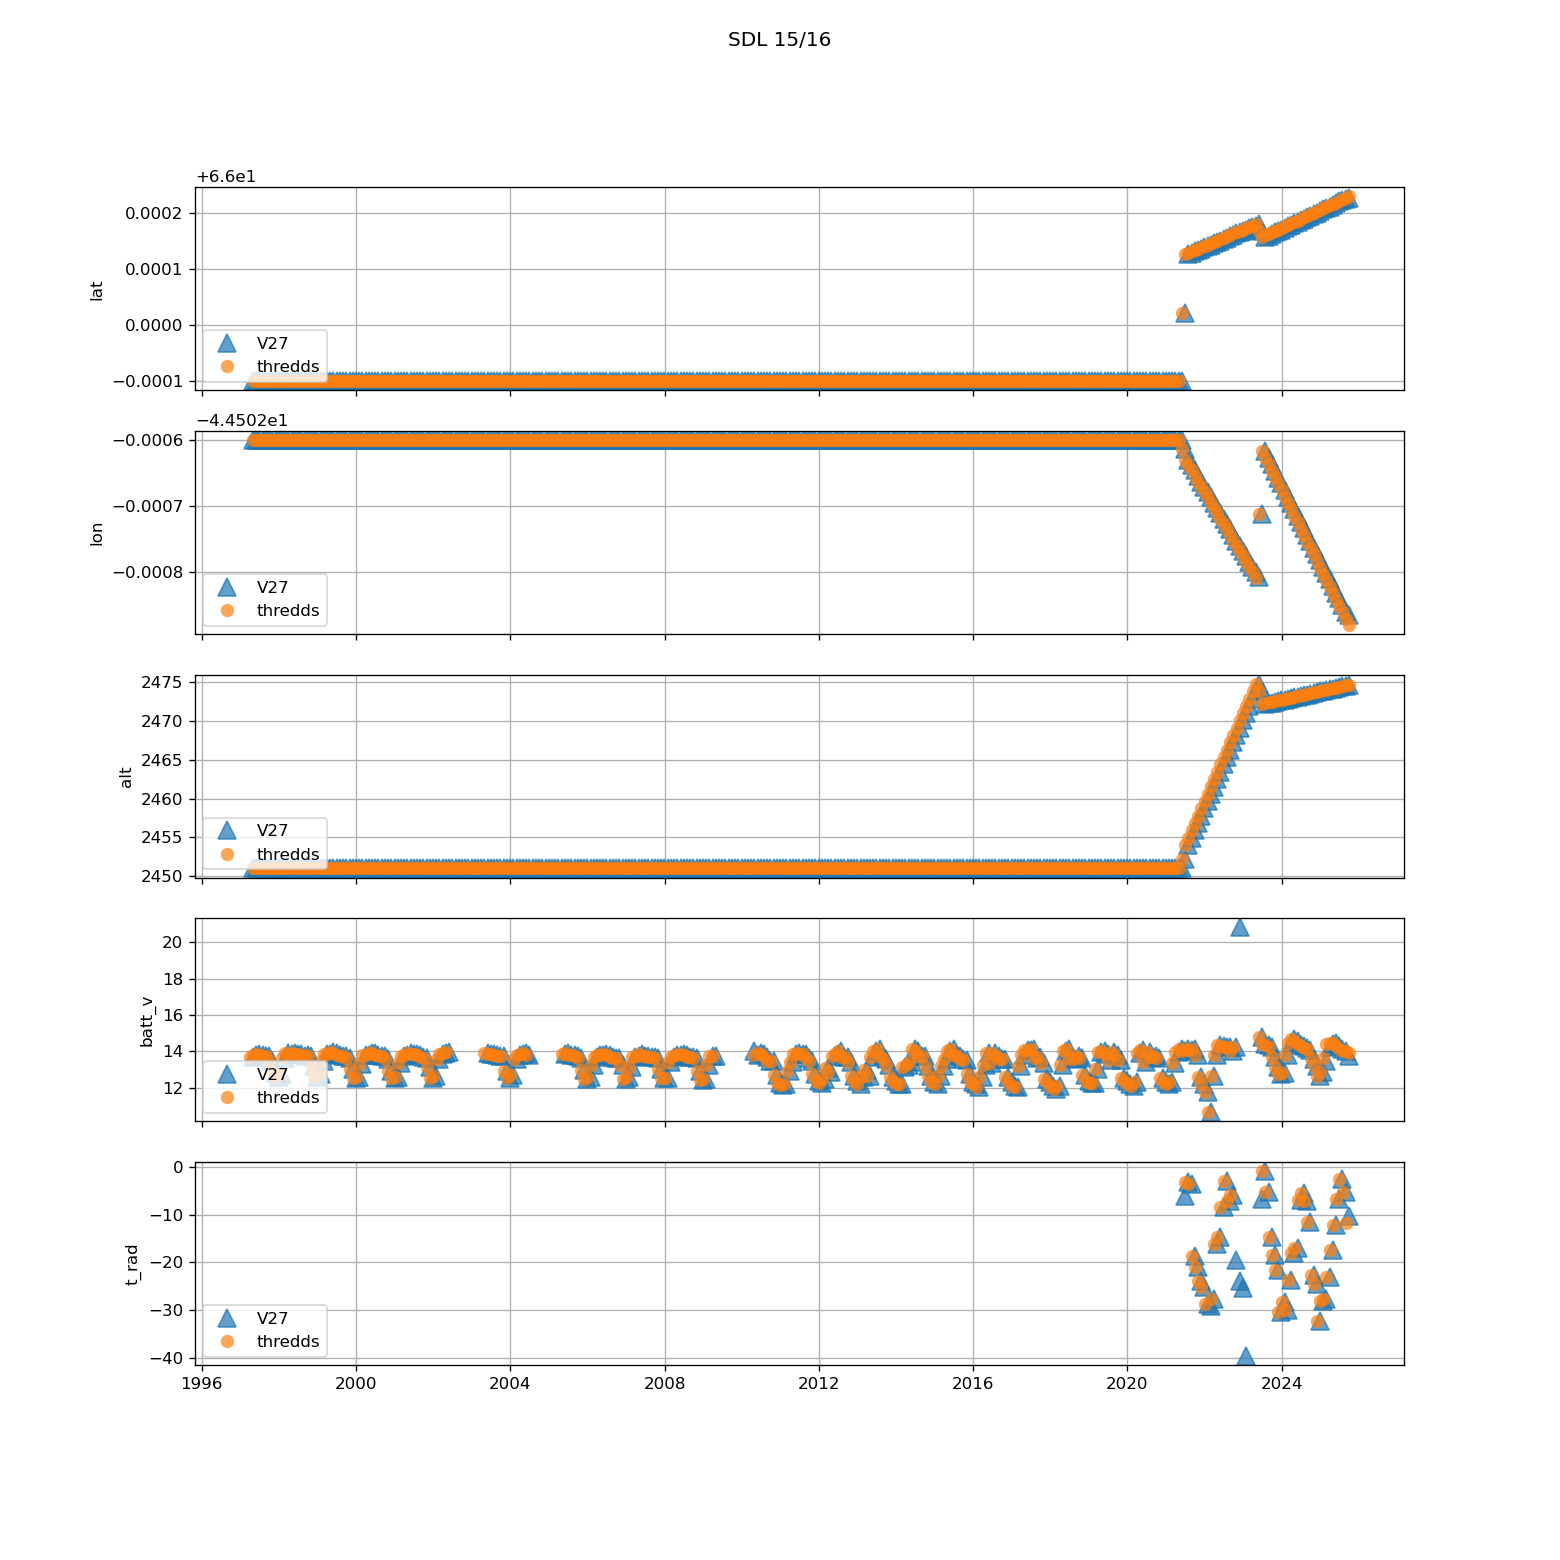 SDL 15/16
+6.6e1
0.0002
0.0001
0.0000
−0.0001
lat
V27
thredds
−4.4502e1
−0.0006
−0.0007
−0.0008
lon
V27
thredds
2475
2470
2465
2460
2455
2450
alt
V27
thredds
20
18
16
14
12
batt_v
V27
thredds
0
−10
−20
−30
−40
t_rad
V27
thredds
1996 2000 2004 2008 2012 2016 2020 2024